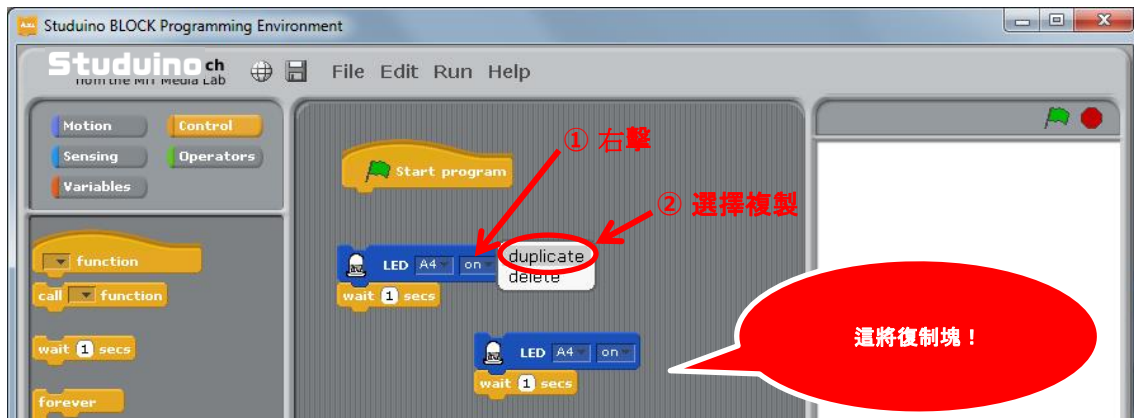 Studuino BLOCK Programming Environment
Studuino ch
from the MIT Media Lab
File Edit Run Help
Motion Control
Sensing Operators
Variables
function
call function
wait 1 secs
forever
Start program
① 右擊
② 選擇複製
LED A4 on
wait 1 secs
duplicate
delete
LED A4 on
wait 1 secs
這將復制塊！